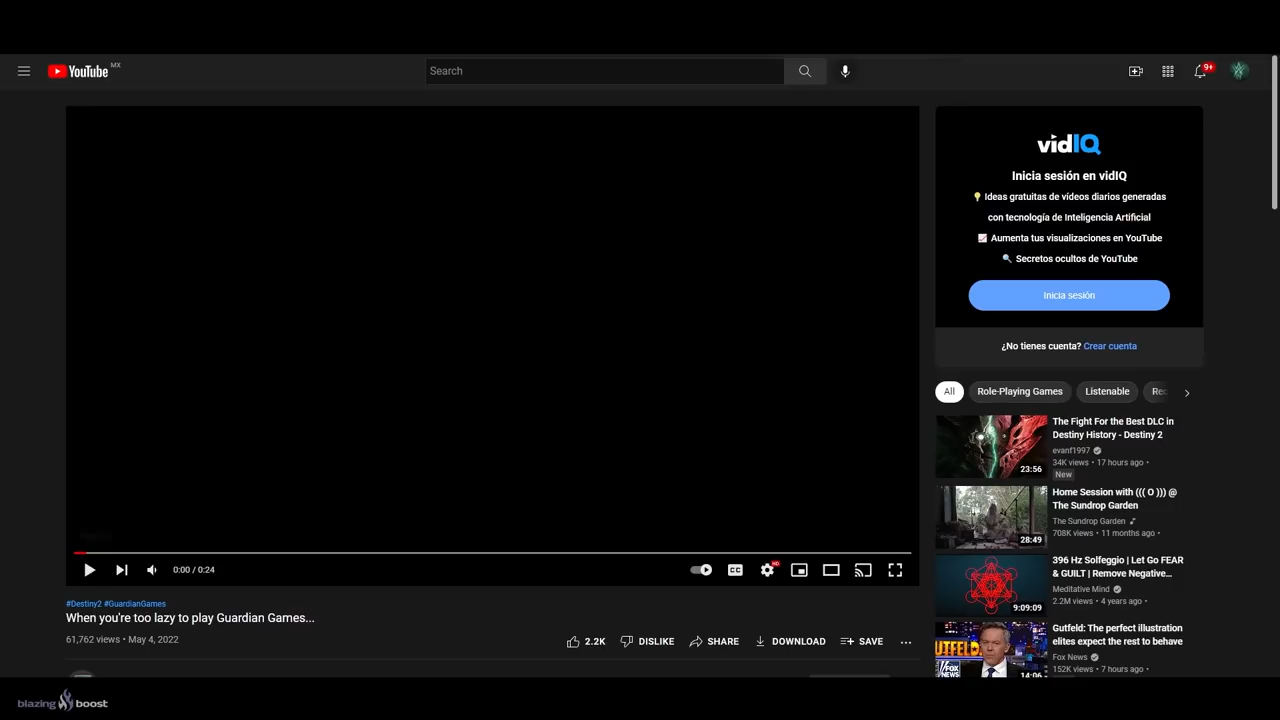 YouTube MX
Search
9+
vidIQ
Inicia sesión en vidIQ
Ideas gratuitas de vídeos diarios generadas
con tecnología de Inteligencia Artificial
Aumenta tus visualizaciones en YouTube
Secretos ocultos de YouTube
Inicia sesión
¿No tienes cuenta? Crear cuenta
All
Role-Playing Games
Listenable
The Fight For the Best DLC in
Destiny History - Destiny 2
evanf1997
34K views • 17 hours ago •
New
23:56
Home Session with ((( O ))) @
The Sundrop Garden
The Sundrop Garden
708K views • 11 months ago •
28:49
396 Hz Solfeggio | Let Go FEAR
& GUILT | Remove Negative...
Meditative Mind
2.2M views • 4 years ago •
9:09:09
Gutfeld: The perfect illustration
elites expect the rest to behave
Fox News
152K views • 7 hours ago •
14:06
FOX
NEWS
0:00 / 0:24
CC
HD
#Destiny2 #GuardianGames
When you're too lazy to play Guardian Games...
61,762 views • May 4, 2022
2.2K
DISLIKE
SHARE
DOWNLOAD
SAVE
blazing boost